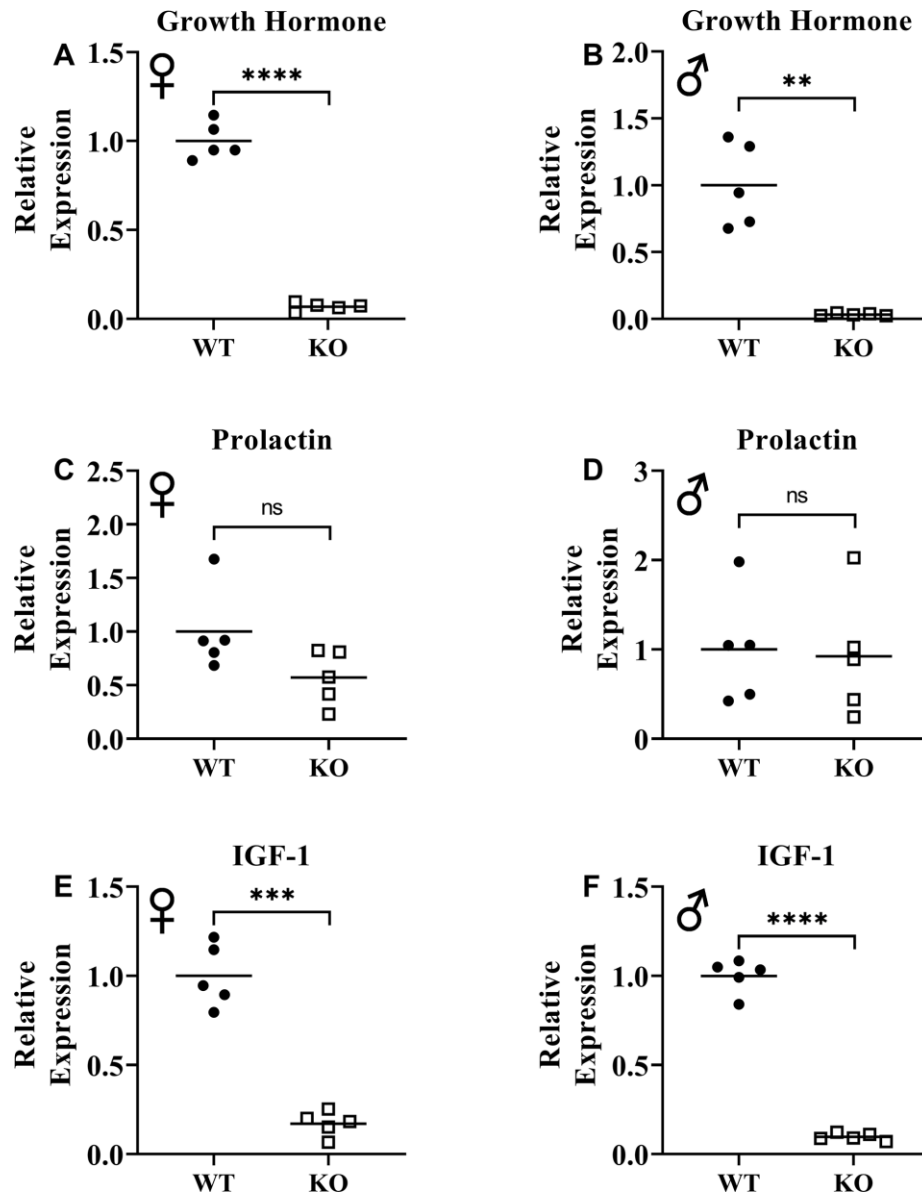 Growth Hormone
A
♀
****
Relative
Expression
1.5
1.0
0.5
0.0
WT
KO
Growth Hormone
B
♂
**
Relative
Expression
2.0
1.5
1.0
0.5
0.0
WT
KO
Prolactin
C
♀
ns
Relative
Expression
2.5
2.0
1.5
1.0
0.5
0.0
WT
KO
Prolactin
D
♂
ns
Relative
Expression
3
2
1
0
WT
KO
IGF-1
E
♀
***
Relative
Expression
1.5
1.0
0.5
0.0
WT
KO
IGF-1
F
♂
****
Relative
Expression
1.5
1.0
0.5
0.0
WT
KO